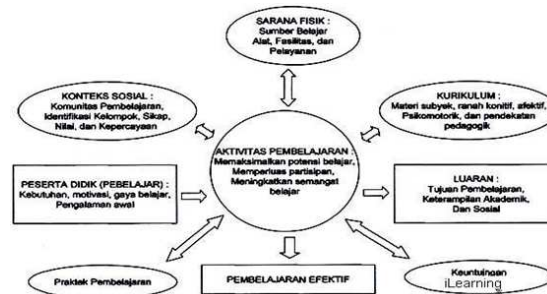 SARANA FISIK :
Sumber Belajar
Alat, Fasilitas, dan
Pelayanan
KONTEKS SOSIAL :
Komunitas Pembelajaran,
Identifikasi Kelompok, Sikap,
Nilai, dan Kepercayaan
KURIKULUM :
Materi subyek, ranah konitif, afektif,
Psikomotorik, dan pendekatan
pedagogik
AKTIVITAS PEMBELAJARAN :
Memaksimalkan potensi belajar,
Memperluas partisipan,
Meningkatkan semangat
belajar
PESERTA DIDIK (PEBELAJAR) :
Kebutuhan, motivasi, gaya belajar,
Pengalaman awal
LUARAN :
Tujuan Pembelajaran,
Keterampilan Akademik,
Dan Sosial
Praktek Pembelajaran
PEMBELAJARAN EFEKTIF
Keuntuingan
iLearning